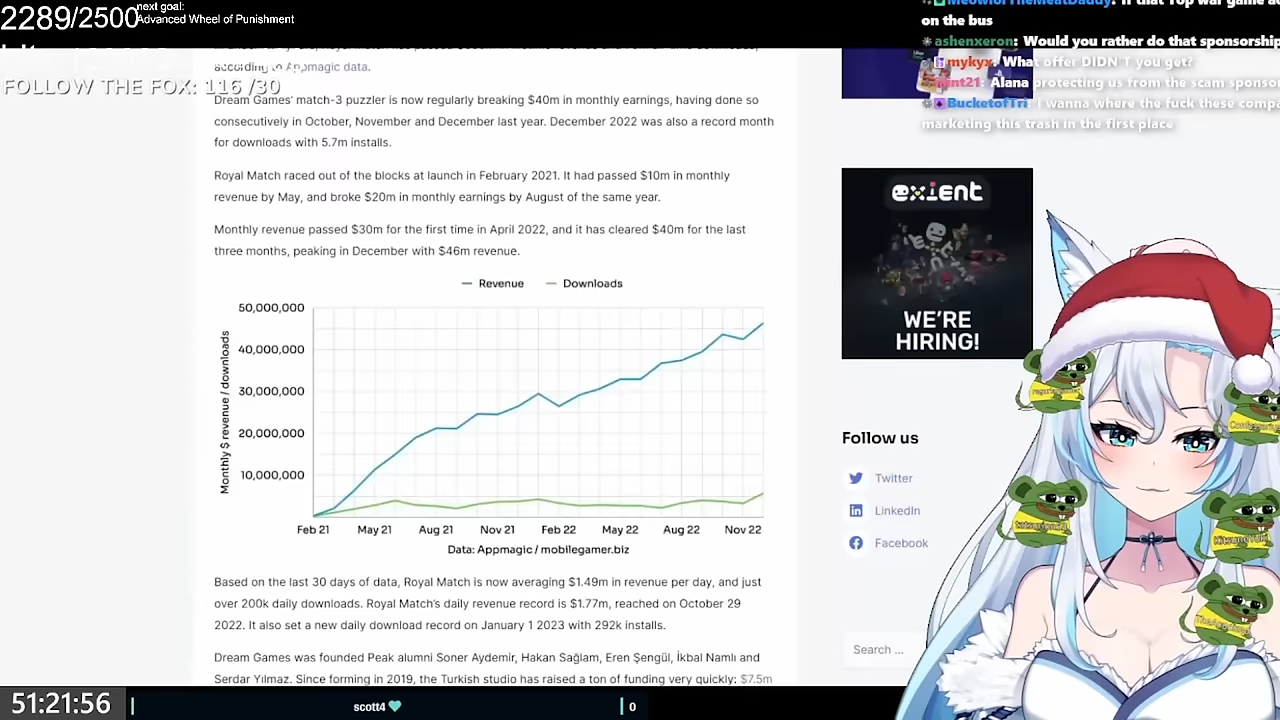 2289/2500
next goal:
Advanced Wheel of Punishment
FOLLOW THE FOX: 116/30
according to Appmagic data.
Dream Games' match-3 puzzler is now regularly breaking $40m in monthly earnings, having done so
consecutively in October, November and December last year. December 2022 was also a record month
for downloads with 5.7m installs.
Royal Match raced out of the blocks at launch in February 2021. It had passed $10m in monthly
revenue by May, and broke $20m in monthly earnings by August of the same year.
Monthly revenue passed $30m for the first time in April 2022, and it has cleared $40m for the last
three months, peaking in December with $46m revenue.
Revenue
Downloads
Monthly $ revenue / downloads
50,000,000
40,000,000
30,000,000
20,000,000
10,000,000
Feb 21
May 21
Aug 21
Nov 21
Feb 22
May 22
Aug 22
Nov 22
Data: Appmagic / mobilegamer.biz
Based on the last 30 days of data, Royal Match is now averaging $1.49m in revenue per day, and just
over 200k daily downloads. Royal Match's daily revenue record is $1.77m, reached on October 29
2022. It also set a new daily download record on January 1 2023 with 292k installs.
Dream Games was founded Peak alumni Soner Aydemir, Hakan Sağlam, Eren Şengül, İkbal Namlı and
Serdar Yılmaz. Since forming in 2019, the Turkish studio has raised a ton of funding very quickly: $7.5m
MeowforTheMeatDaddy: If that Top war game ad
on the bus
ashenxeron: Would you rather do that sponsorship
mykyx: What offer DIDN'T you get?
int21: Alana protecting us from the scam sponso
BucketofTri: I wanna where the fuck these compa
marketing this trash in the first place
exient
WE'RE
HIRING!
Follow us
Twitter
LinkedIn
Facebook
Search ...
51:21:56
scott4
0